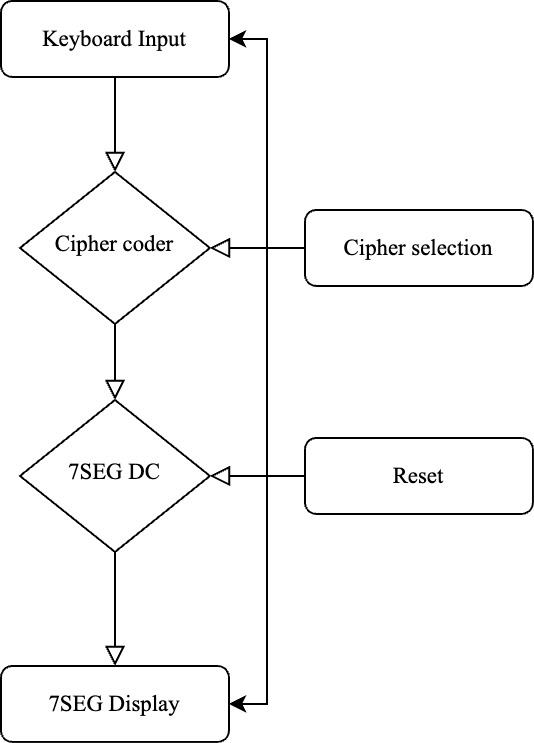 Keyboard Input
Cipher coder
Cipher selection
7SEG DC
Reset
7SEG Display